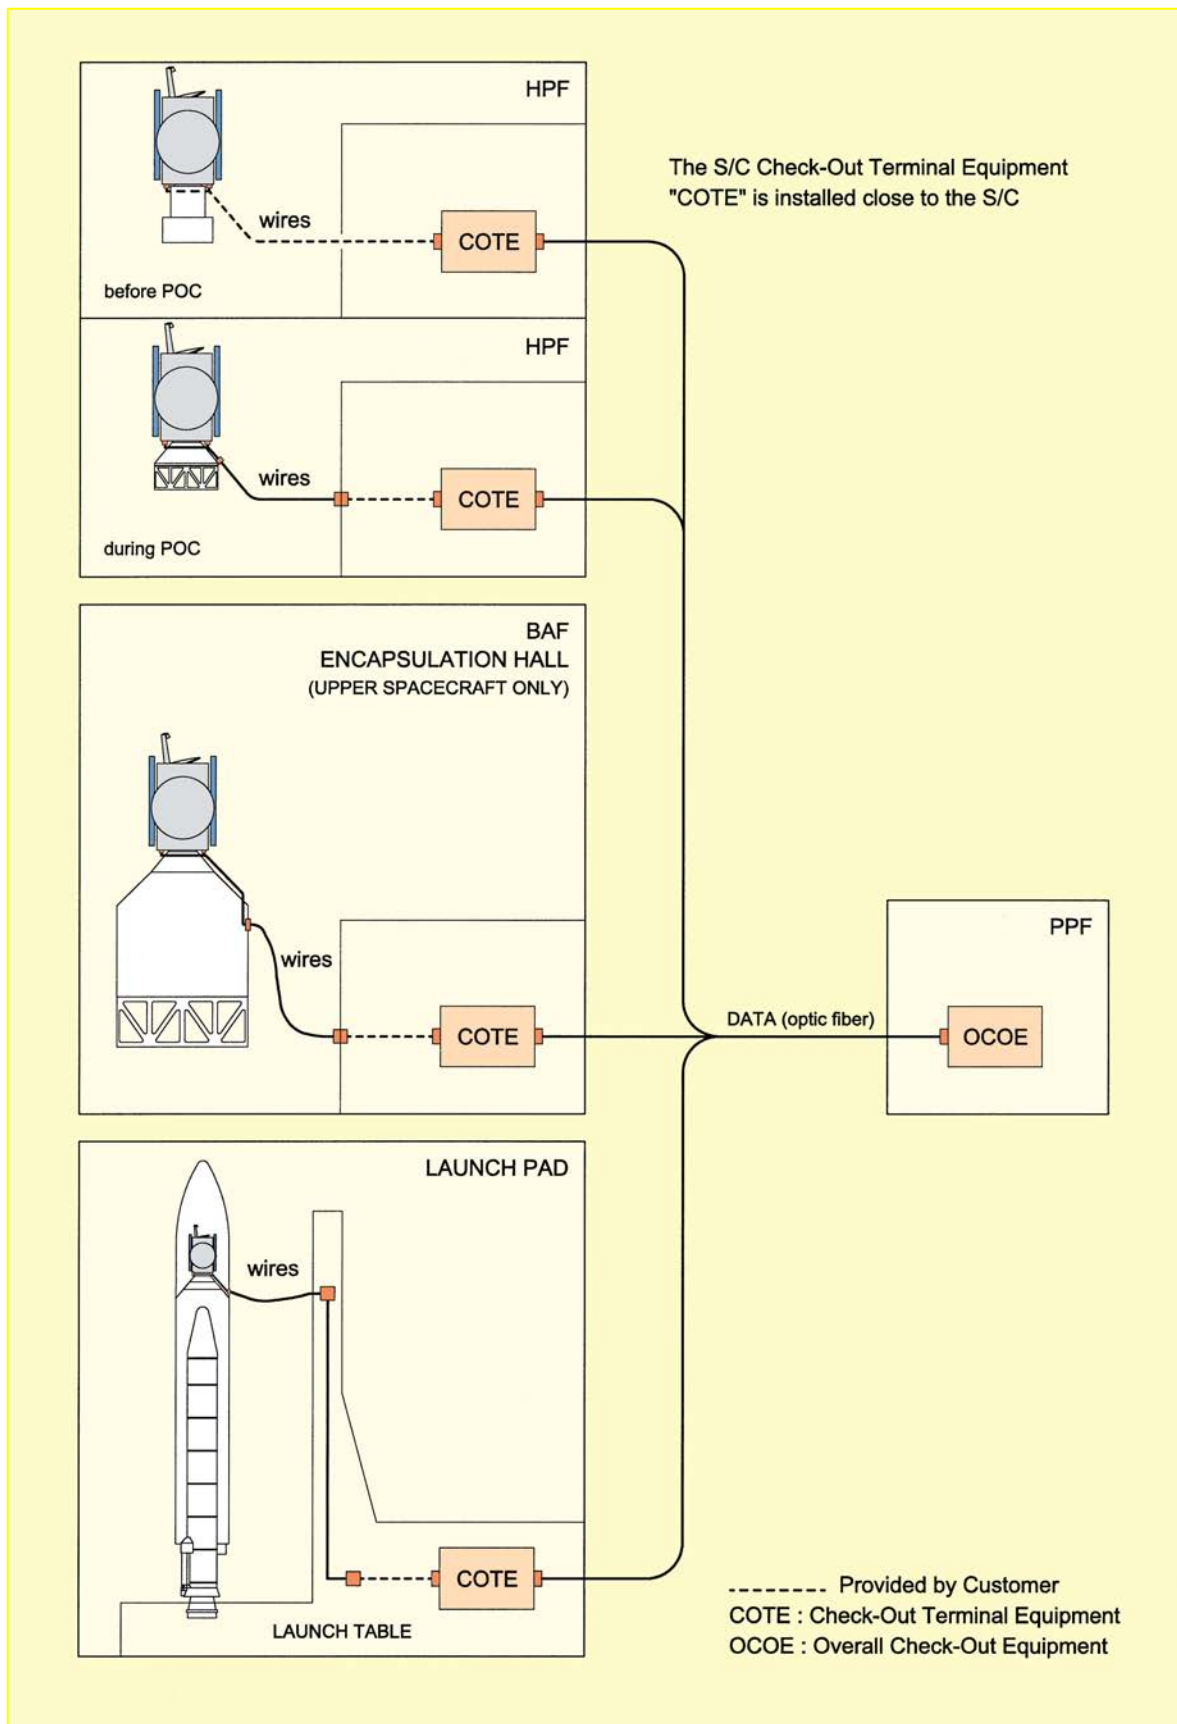 HPF
The S/C Check-Out Terminal Equipment
"COTE" is installed close to the S/C
wires
COTE
before POC
HPF
wires
COTE
during POC
BAF
ENCAPSULATION HALL
(UPPER SPACECRAFT ONLY)
wires
COTE
PPF
DATA (optic fiber)
OCOE
LAUNCH PAD
wires
COTE
LAUNCH TABLE
Provided by Customer
COTE : Check-Out Terminal Equipment
OCOE : Overall Check-Out Equipment